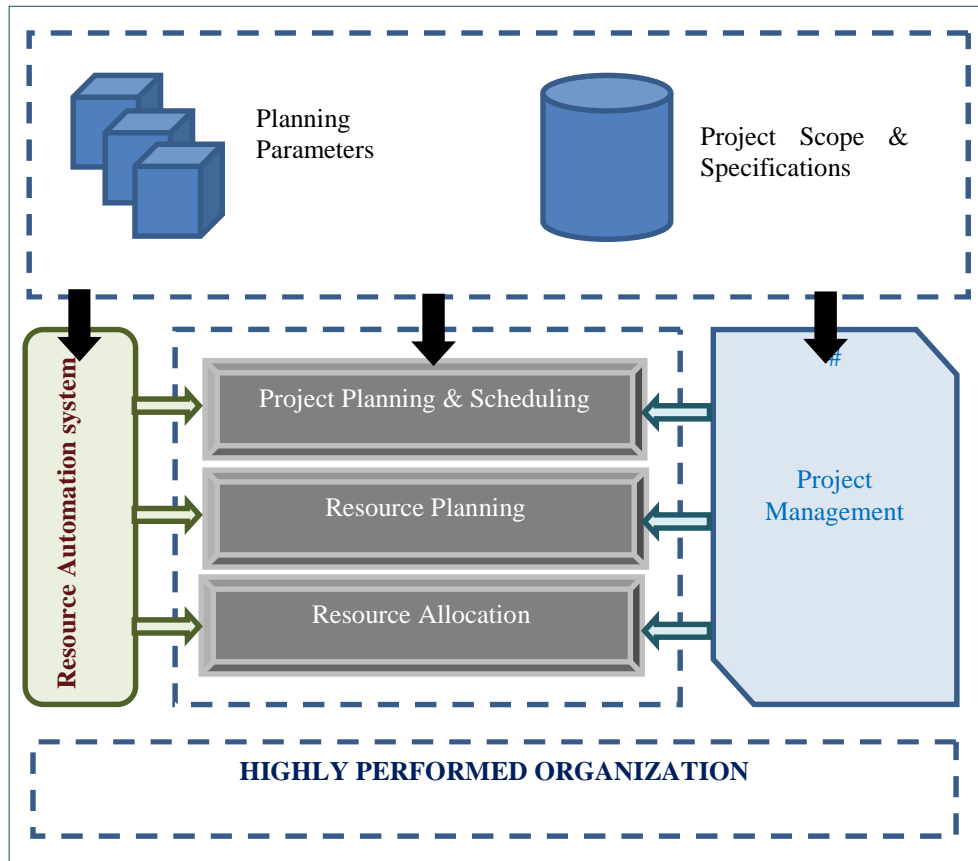 Planning
Parameters
Project Scope &
Specifications
Resource Automation system
Project Planning & Scheduling
Resource Planning
Resource Allocation
#
Project
Management
HIGHLY PERFORMED ORGANIZATION